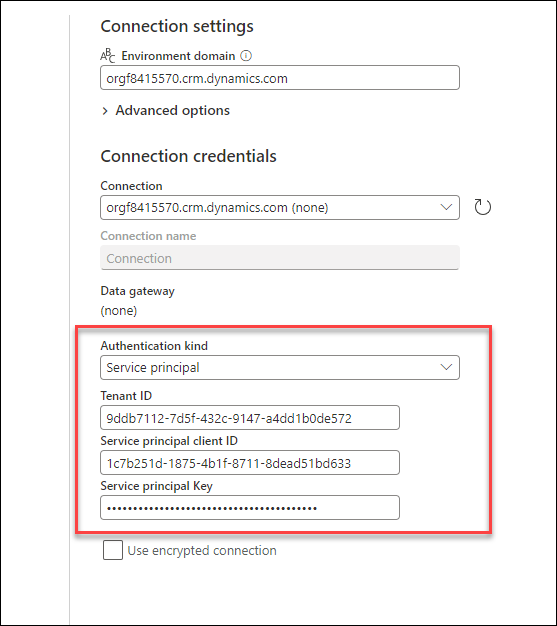 Connection settings
ABC Environment domain
orgf8415570.crm.dynamics.com
Advanced options
Connection credentials
Connection
orgf8415570.crm.dynamics.com (none)
Connection name
Connection
Data gateway
(none)
Authentication kind
Service principal
Tenant ID
9ddb7112-7d5f-432c-9147-a4dd1b0de572
Service principal client ID
1c7b251d-1875-4b1f-8711-8dead51bd633
Service principal Key
••••••••••••••••••••••••••••••••••••••••
Use encrypted connection